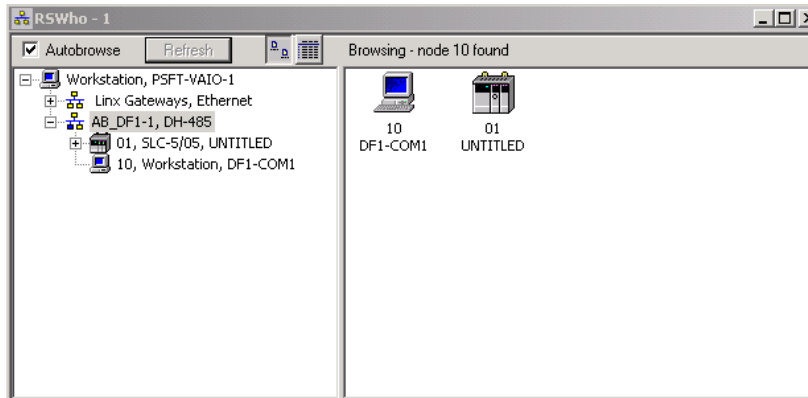 RSWho - 1
Autobrowse Refresh Browsing - node 10 found
Workstation, PSFT-VAIO-1
Linx Gateways, Ethernet
AB_DF1-1, DH-485
01, SLC-5/05, UNTITLED
10, Workstation, DF1-COM1
10
DF1-COM1
01
UNTITLED